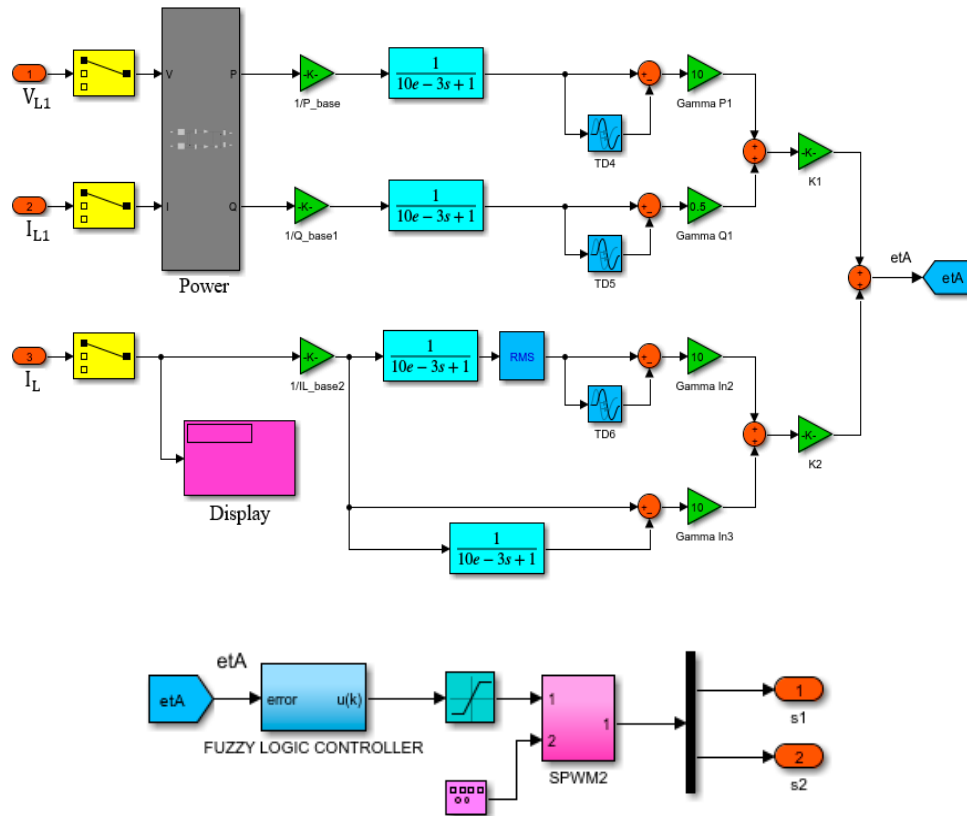 1
V_L1
V
P
-K-
1/P_base
1
10e − 3s + 1
+
−
10
Gamma P1
TD4
+
+
-K-
K1
2
I_L1
I
Q
-K-
1/Q_base1
1
10e − 3s + 1
+
−
0.5
Gamma Q1
TD5
Power
etA
+
+
etA
3
I_L
-K-
1/IL_base2
1
10e − 3s + 1
RMS
+
−
10
Gamma In2
TD6
+
+
-K-
K2
Display
+
−
10
Gamma In3
1
10e − 3s + 1
etA
etA
error
u(k)
FUZZY LOGIC CONTROLLER
1
2
1
SPWM2
1
s1
2
s2